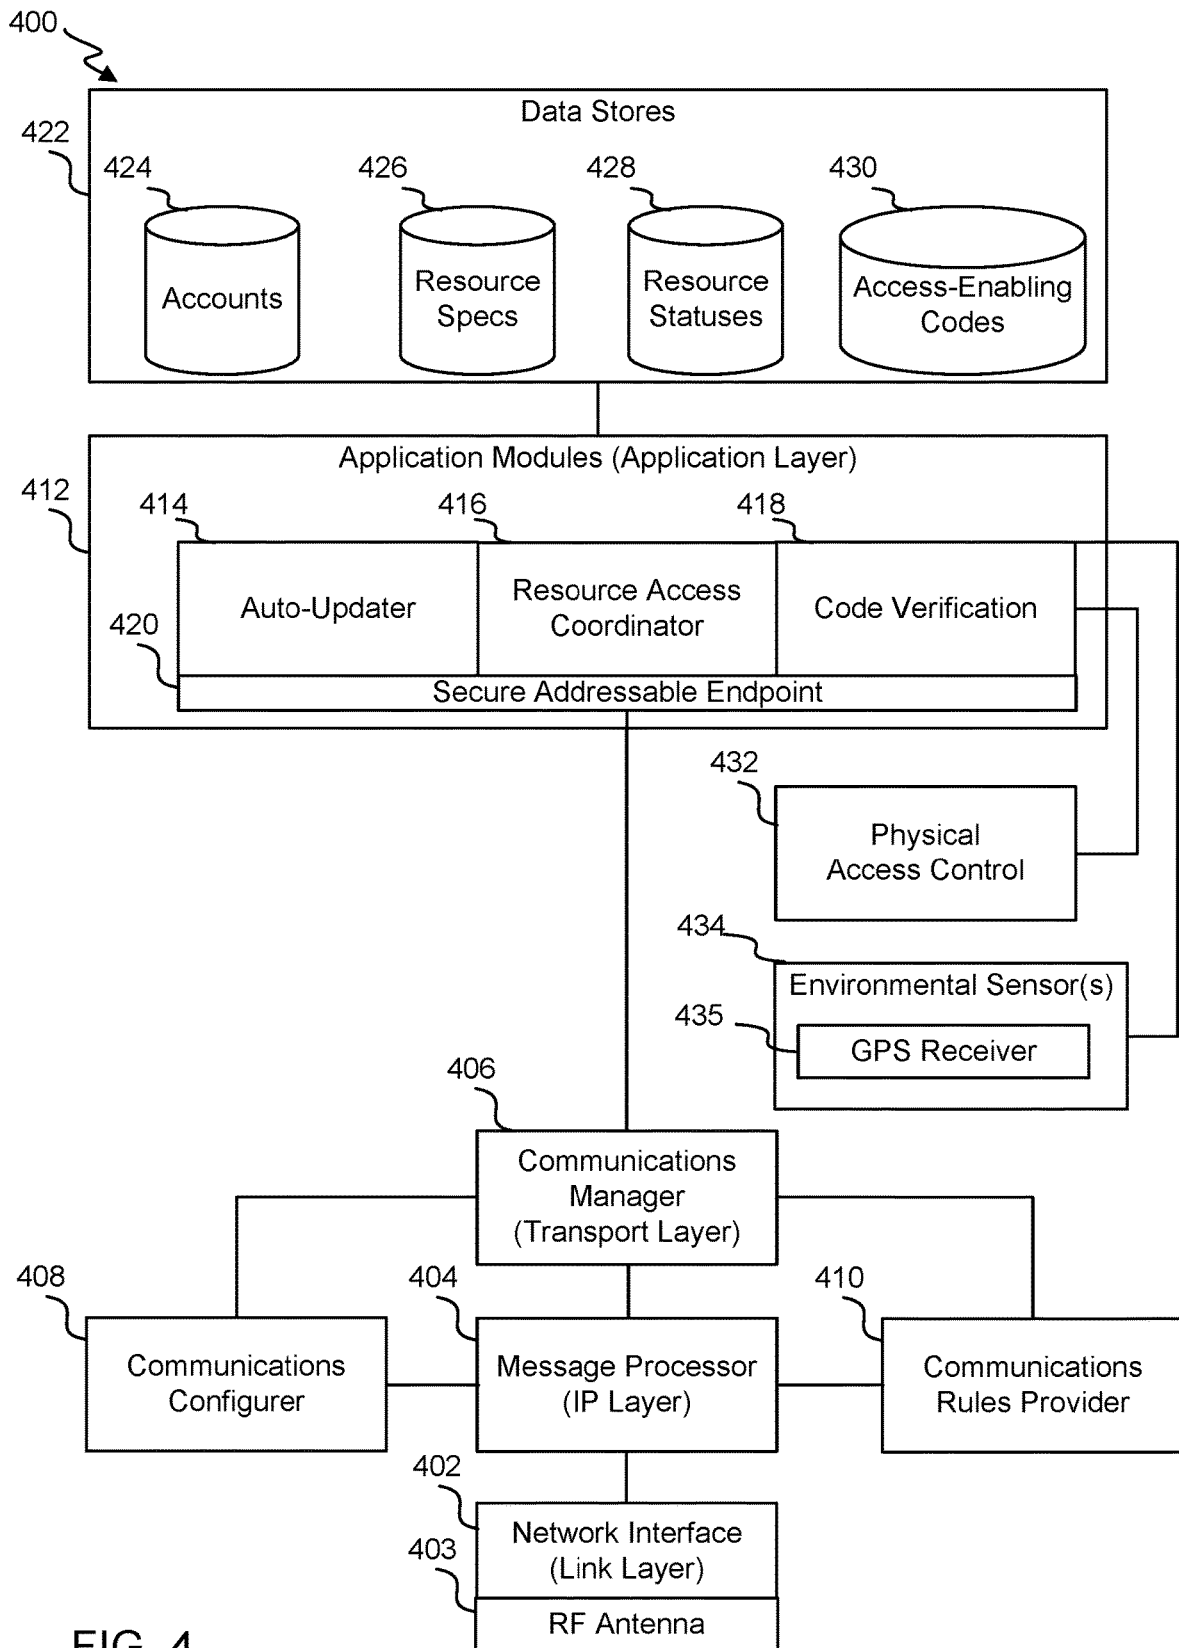 400
Data Stores
422
424
426
428
430
Accounts
Resource
Specs
Resource
Statuses
Access-Enabling
Codes
Application Modules (Application Layer)
412
414
416
418
Auto-Updater
Resource Access
Coordinator
Code Verification
420
Secure Addressable Endpoint
432
Physical
Access Control
434
Environmental Sensor(s)
435
GPS Receiver
406
Communications
Manager
(Transport Layer)
408
404
410
Communications
Configurer
Message Processor
(IP Layer)
Communications
Rules Provider
402
Network Interface
(Link Layer)
403
RF Antenna
FIG. 4